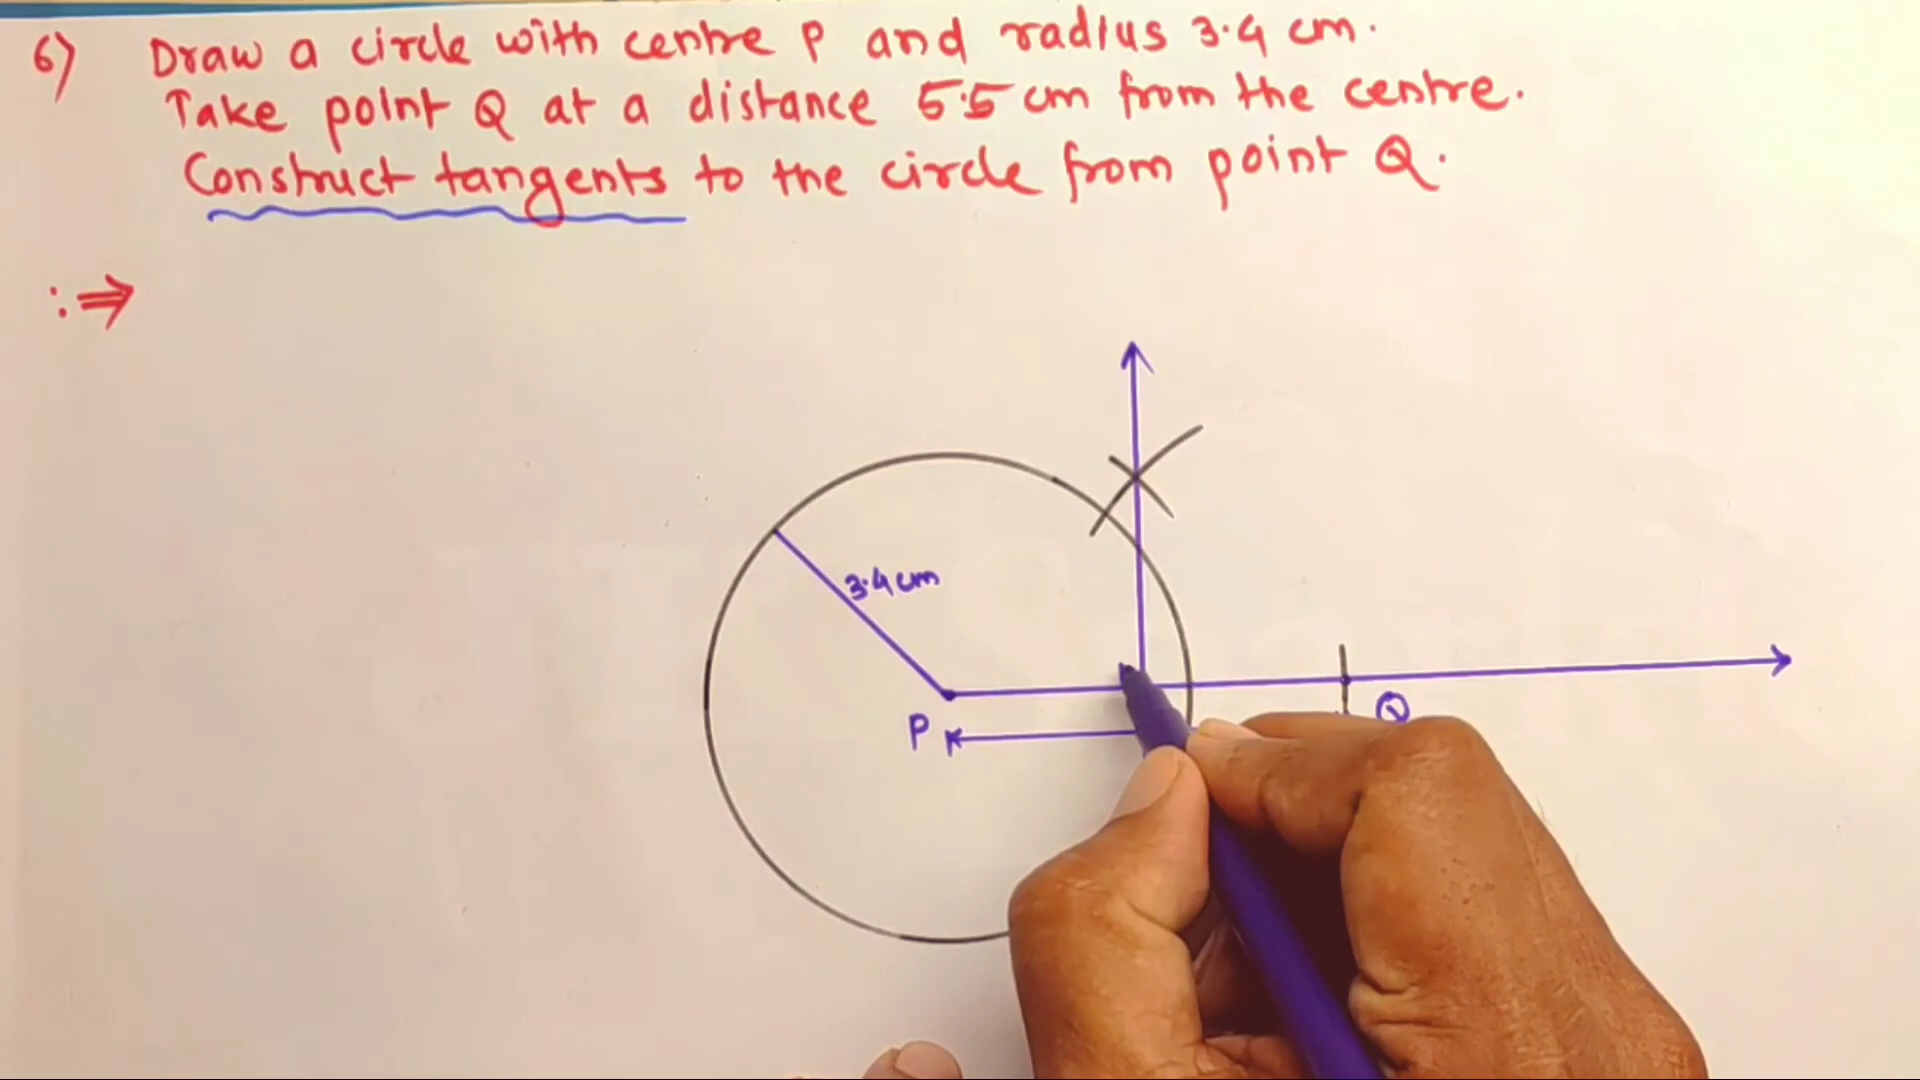 6) Draw a circle with centre P and radius 3.4 cm.
Take point Q at a distance 5.5 cm from the centre.
Construct tangents to the circle from point Q.
∴⇒
3.4 cm
P
Q